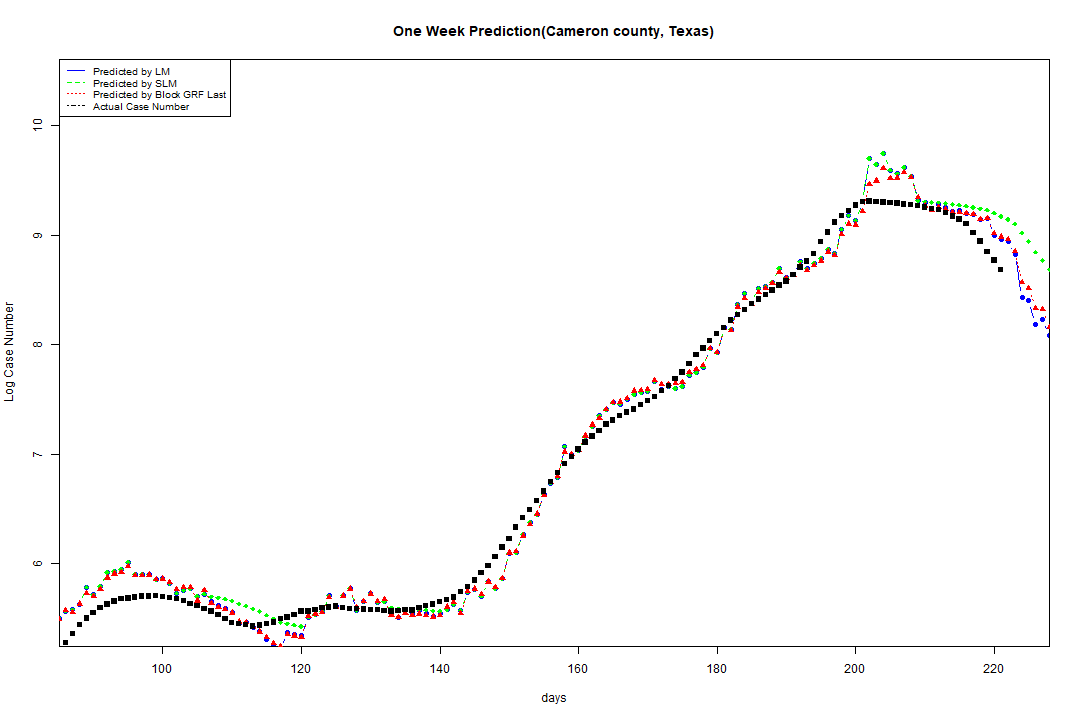 One Week Prediction(Cameron county, Texas)
Predicted by LM
Predicted by SLM
Predicted by Block GRF Last
Actual Case Number
10
9
8
7
6
Log Case Number
100 120 140 160 180 200 220
days